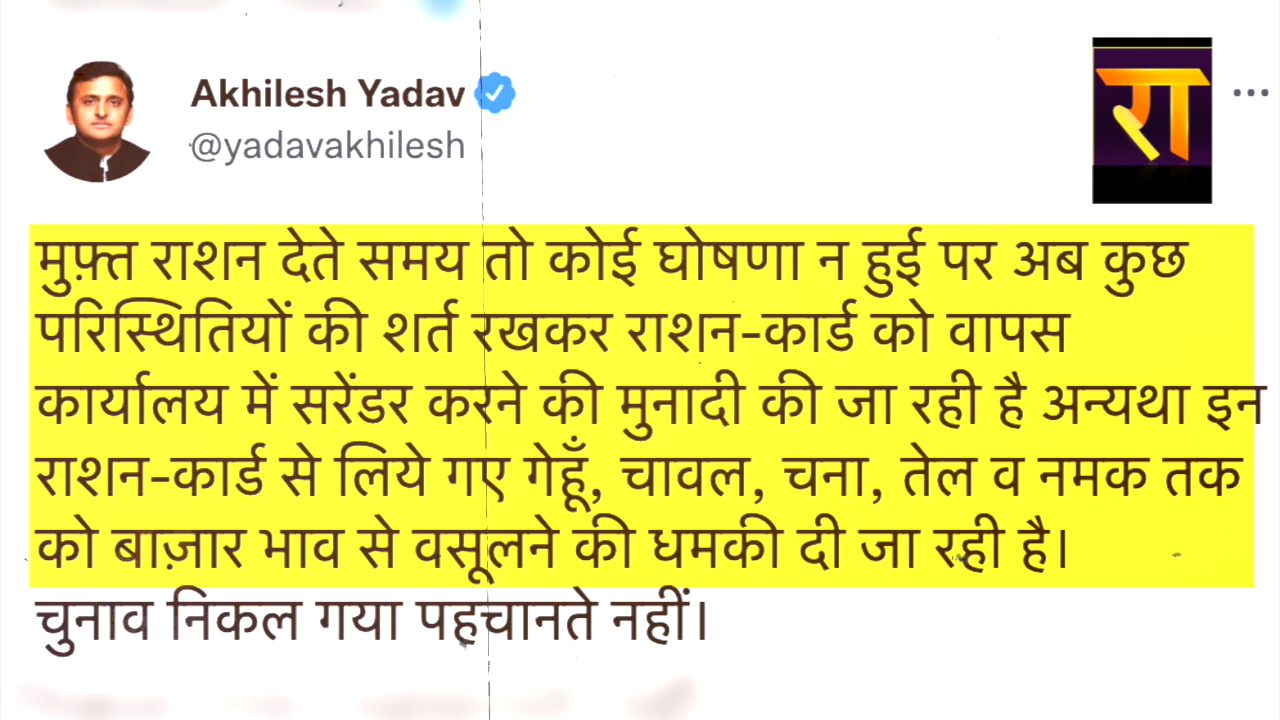 Akhilesh Yadav
@yadavakhilesh
रा
मुफ़्त राशन देते समय तो कोई घोषणा न हुई पर अब कुछ
परिस्थितियों की शर्त रखकर राशन-कार्ड को वापस
कार्यालय में सरेंडर करने की मुनादी की जा रही है अन्यथा इन
राशन-कार्ड से लिये गए गेहूँ, चावल, चना, तेल व नमक तक
को बाज़ार भाव से वसूलने की धमकी दी जा रही है।
चुनाव निकल गया पहचानते नहीं।